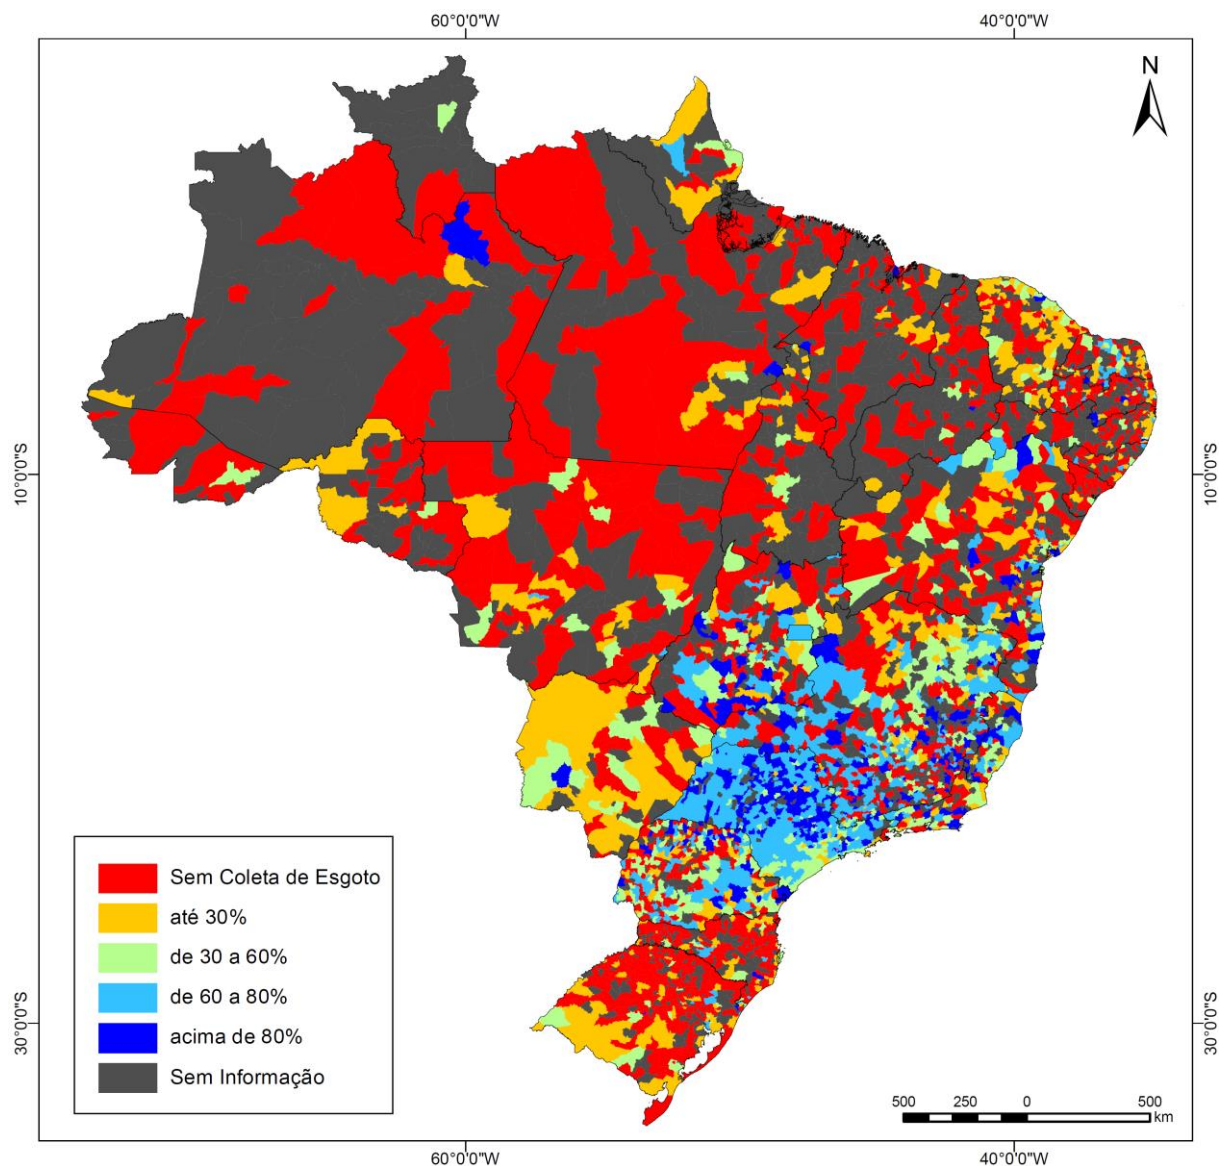 60°0'0"W 40°0'0"W
N
10°0'0"S 10°0'0"S
Sem Coleta de Esgoto
até 30%
de 30 a 60%
de 60 a 80%
acima de 80%
Sem Informação
30°0'0"S 30°0'0"S
500 250 0 500
km
60°0'0"W 40°0'0"W